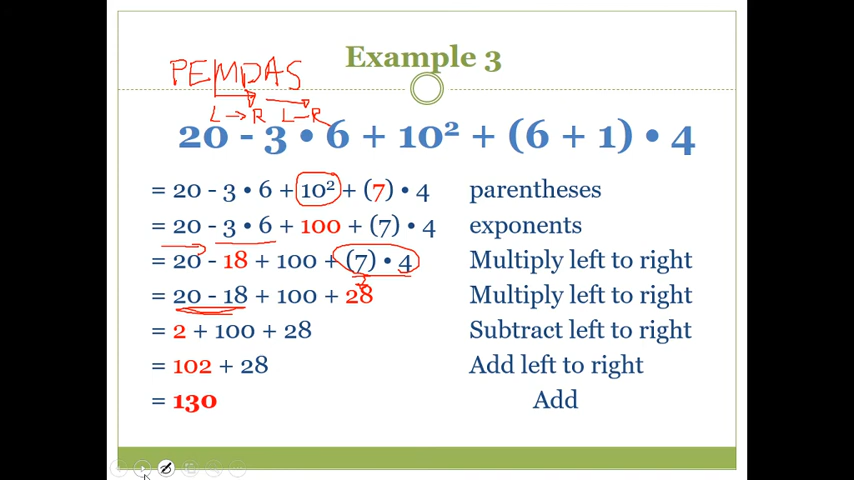 Example 3
PEMDAS
L → R L — R
20 - 3 • 6 + 10² + (6 + 1) • 4
= 20 - 3 • 6 + 10² + (7) • 4 parentheses
= 20 - 3 • 6 + 100 + (7) • 4 exponents
= 20 - 18 + 100 + (7) • 4 Multiply left to right
= 20 - 18 + 100 + 28 Multiply left to right
= 2 + 100 + 28 Subtract left to right
= 102 + 28 Add left to right
= 130 Add